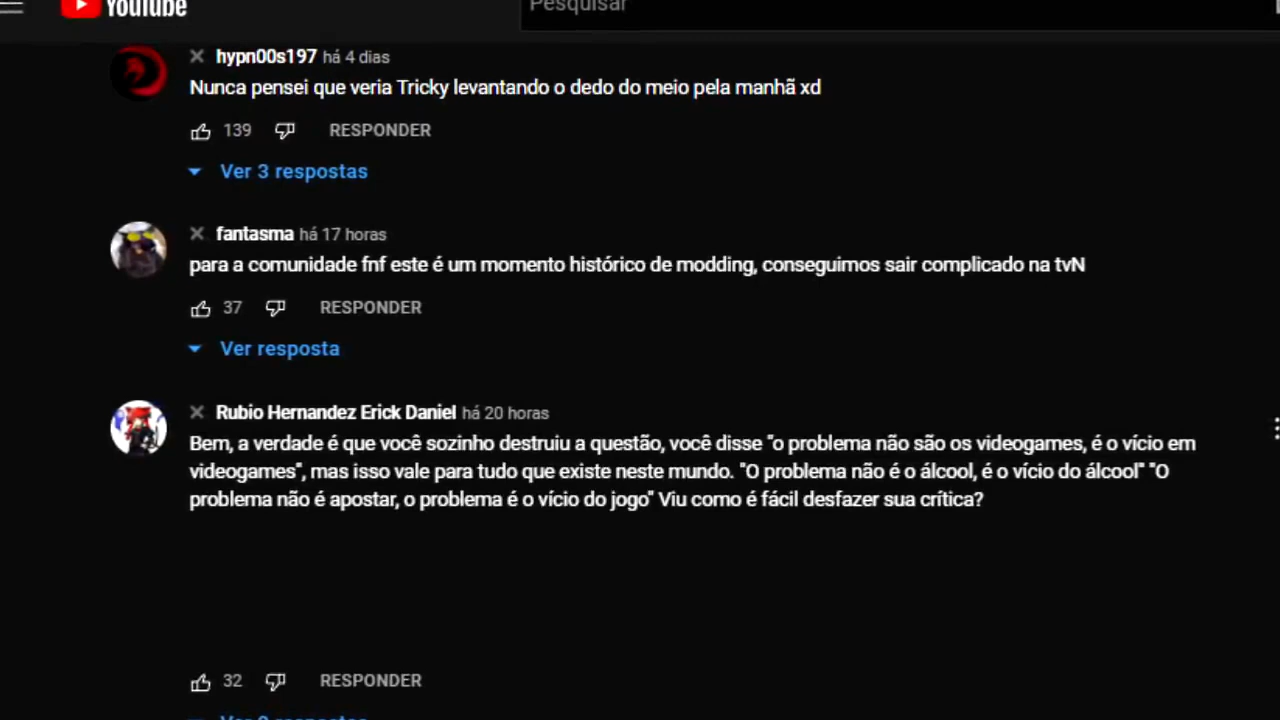 YouTube
Pesquisar
hypn00s197 há 4 dias
Nunca pensei que veria Tricky levantando o dedo do meio pela manhã xd
139 RESPONDER
Ver 3 respostas
fantasma há 17 horas
para a comunidade fnf este é um momento histórico de modding, conseguimos sair complicado na tvN
37 RESPONDER
Ver resposta
Rubio Hernandez Erick Daniel há 20 horas
Bem, a verdade é que você sozinho destruiu a questão, você disse "o problema não são os videogames, é o vício em
videogames", mas isso vale para tudo que existe neste mundo. "O problema não é o álcool, é o vício do álcool" "O
problema não é apostar, o problema é o vício do jogo" Viu como é fácil desfazer sua crítica?
32 RESPONDER
respostas